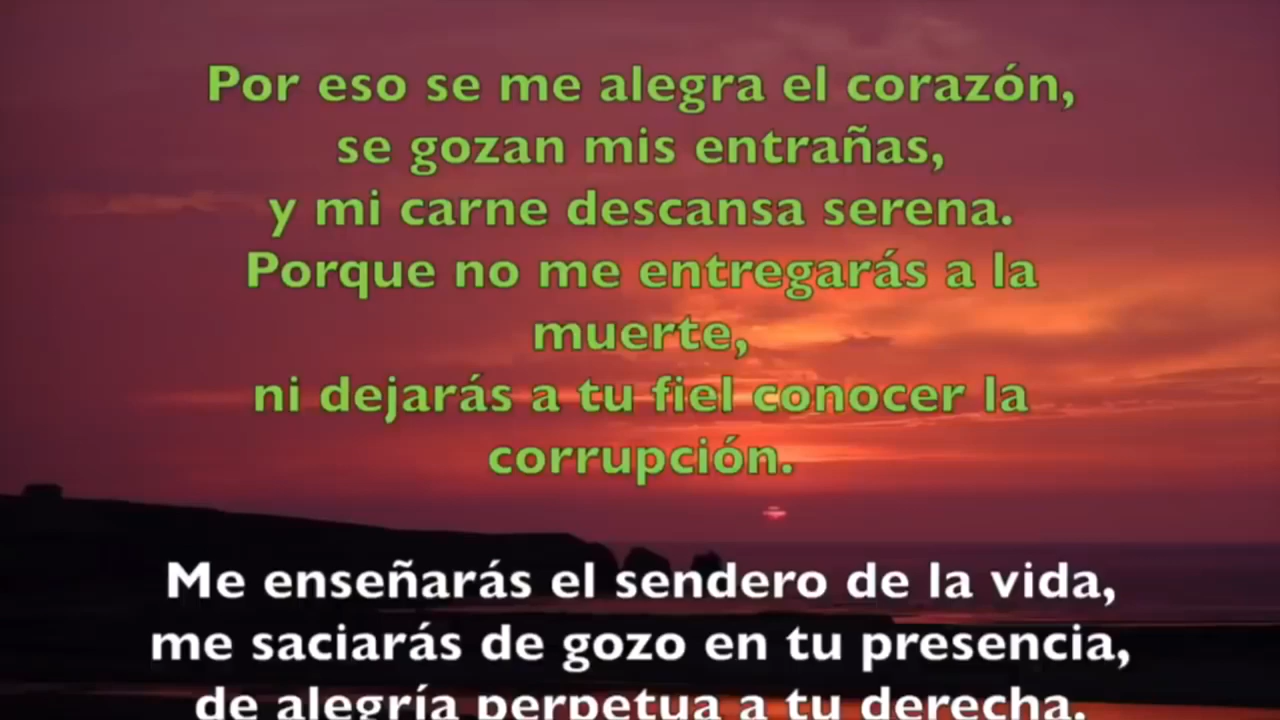 Por eso se me alegra el corazón,
se gozan mis entrañas,
y mi carne descansa serena.
Porque no me entregarás a la
muerte,
ni dejarás a tu fiel conocer la
corrupción.
Me enseñarás el sendero de la vida,
me saciarás de gozo en tu presencia,
de alegría perpetua a tu derecha.